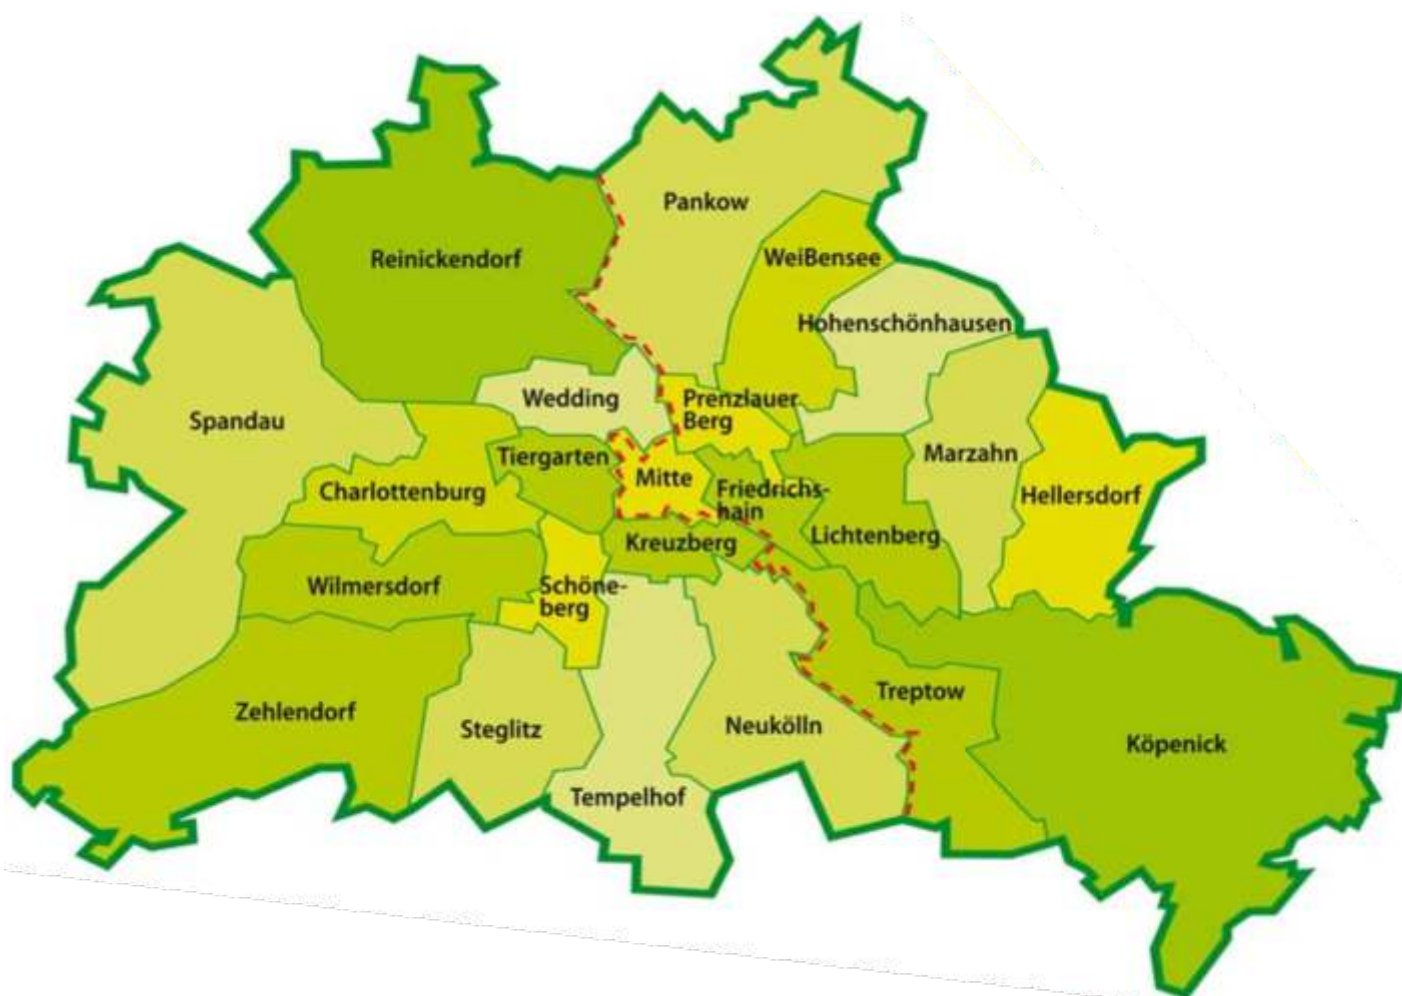 Pankow
Reinickendorf
Weißensee
Hohenschönhausen
Wedding
Prenzlauer
Berg
Spandau
Tiergarten
Marzahn
Mitte
Charlottenburg
Friedrichs-
hain
Hellersdorf
Lichtenberg
Kreuzberg
Wilmersdorf
Schöne-
berg
Treptow
Zehlendorf
Steglitz
Neukölln
Köpenick
Tempelhof